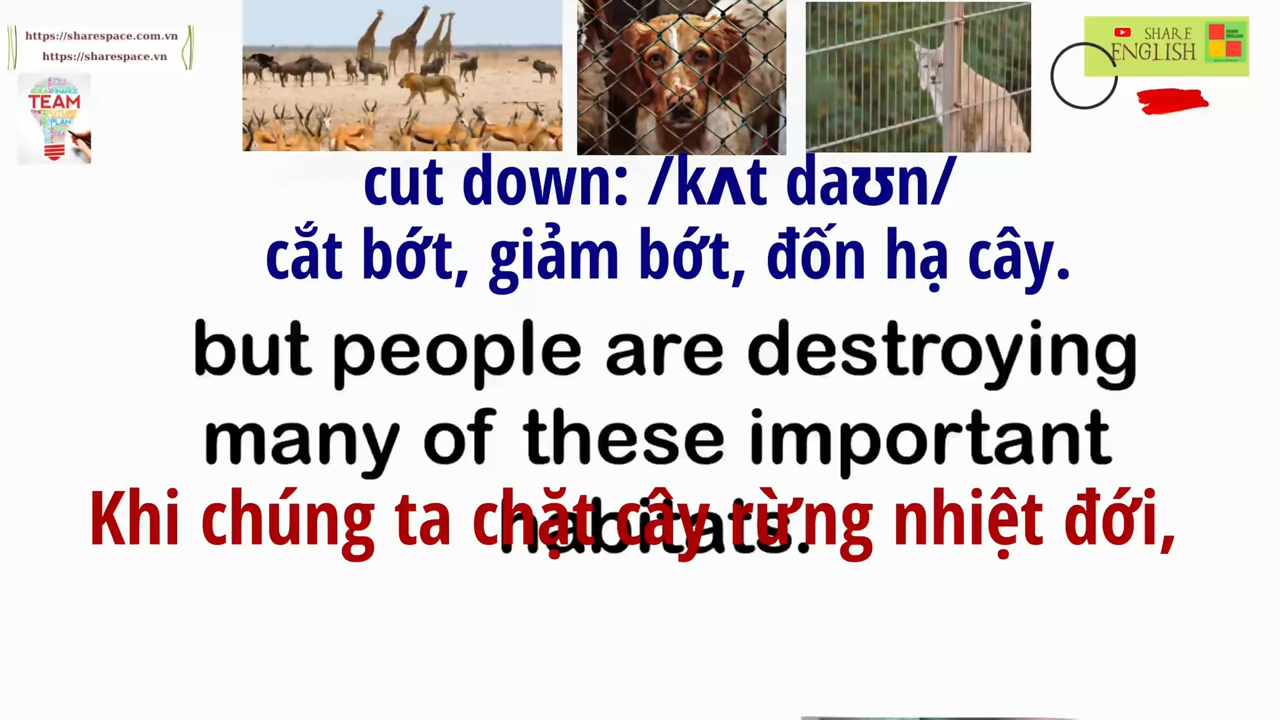 https://sharespace.com.vn
https://sharespace.vn
TEAM
PLAN
SHARE
ENGLISH
cut down: /kʌt daʊn/
cắt bớt, giảm bớt, đốn hạ cây.
but people are destroying
many of these important
habitats.
Khi chúng ta chặt cây rừng nhiệt đới,